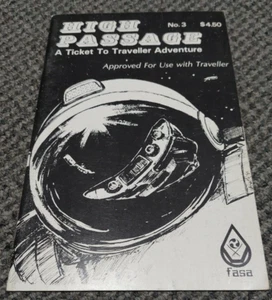 HIGH PASSAGE
No. 3 $4.50
A Ticket To Traveller Adventure
Approved For Use with Traveller
fasa